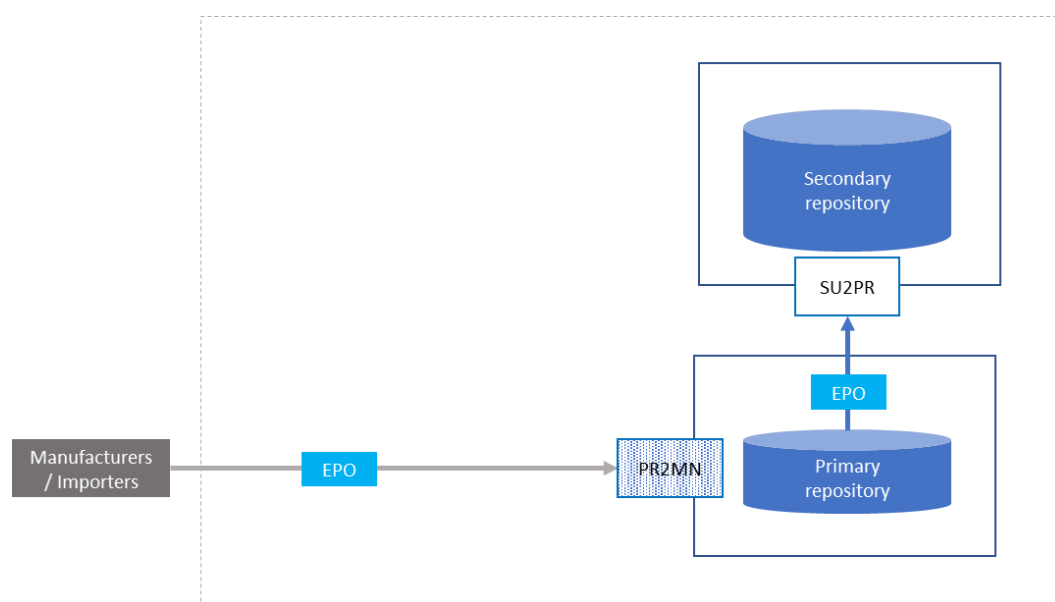 Secondary
repository
SU2PR
EPO
Manufacturers
/ Importers
EPO
PR2MN
Primary
repository